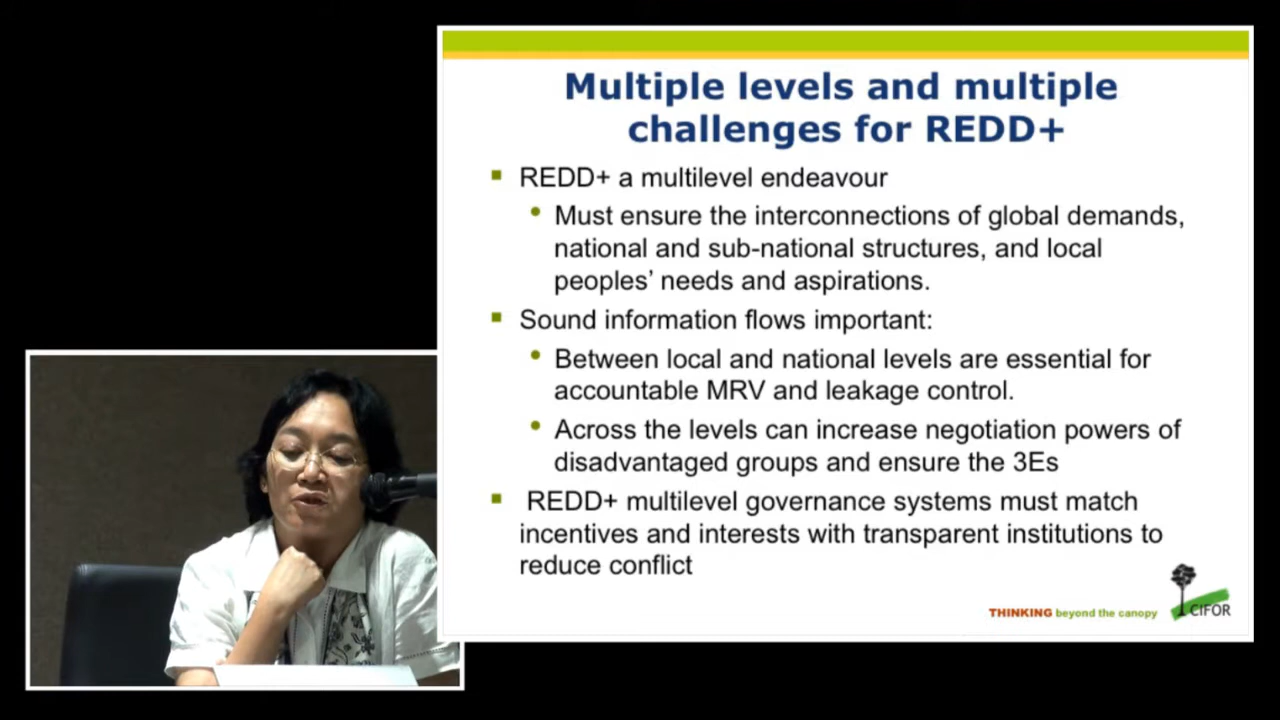 Multiple levels and multiple
challenges for REDD+
REDD+ a multilevel endeavour
Must ensure the interconnections of global demands,
national and sub-national structures, and local
peoples’ needs and aspirations.
Sound information flows important:
Between local and national levels are essential for
accountable MRV and leakage control.
Across the levels can increase negotiation powers of
disadvantaged groups and ensure the 3Es
REDD+ multilevel governance systems must match
incentives and interests with transparent institutions to
reduce conflict
THINKING beyond the canopy
CIFOR